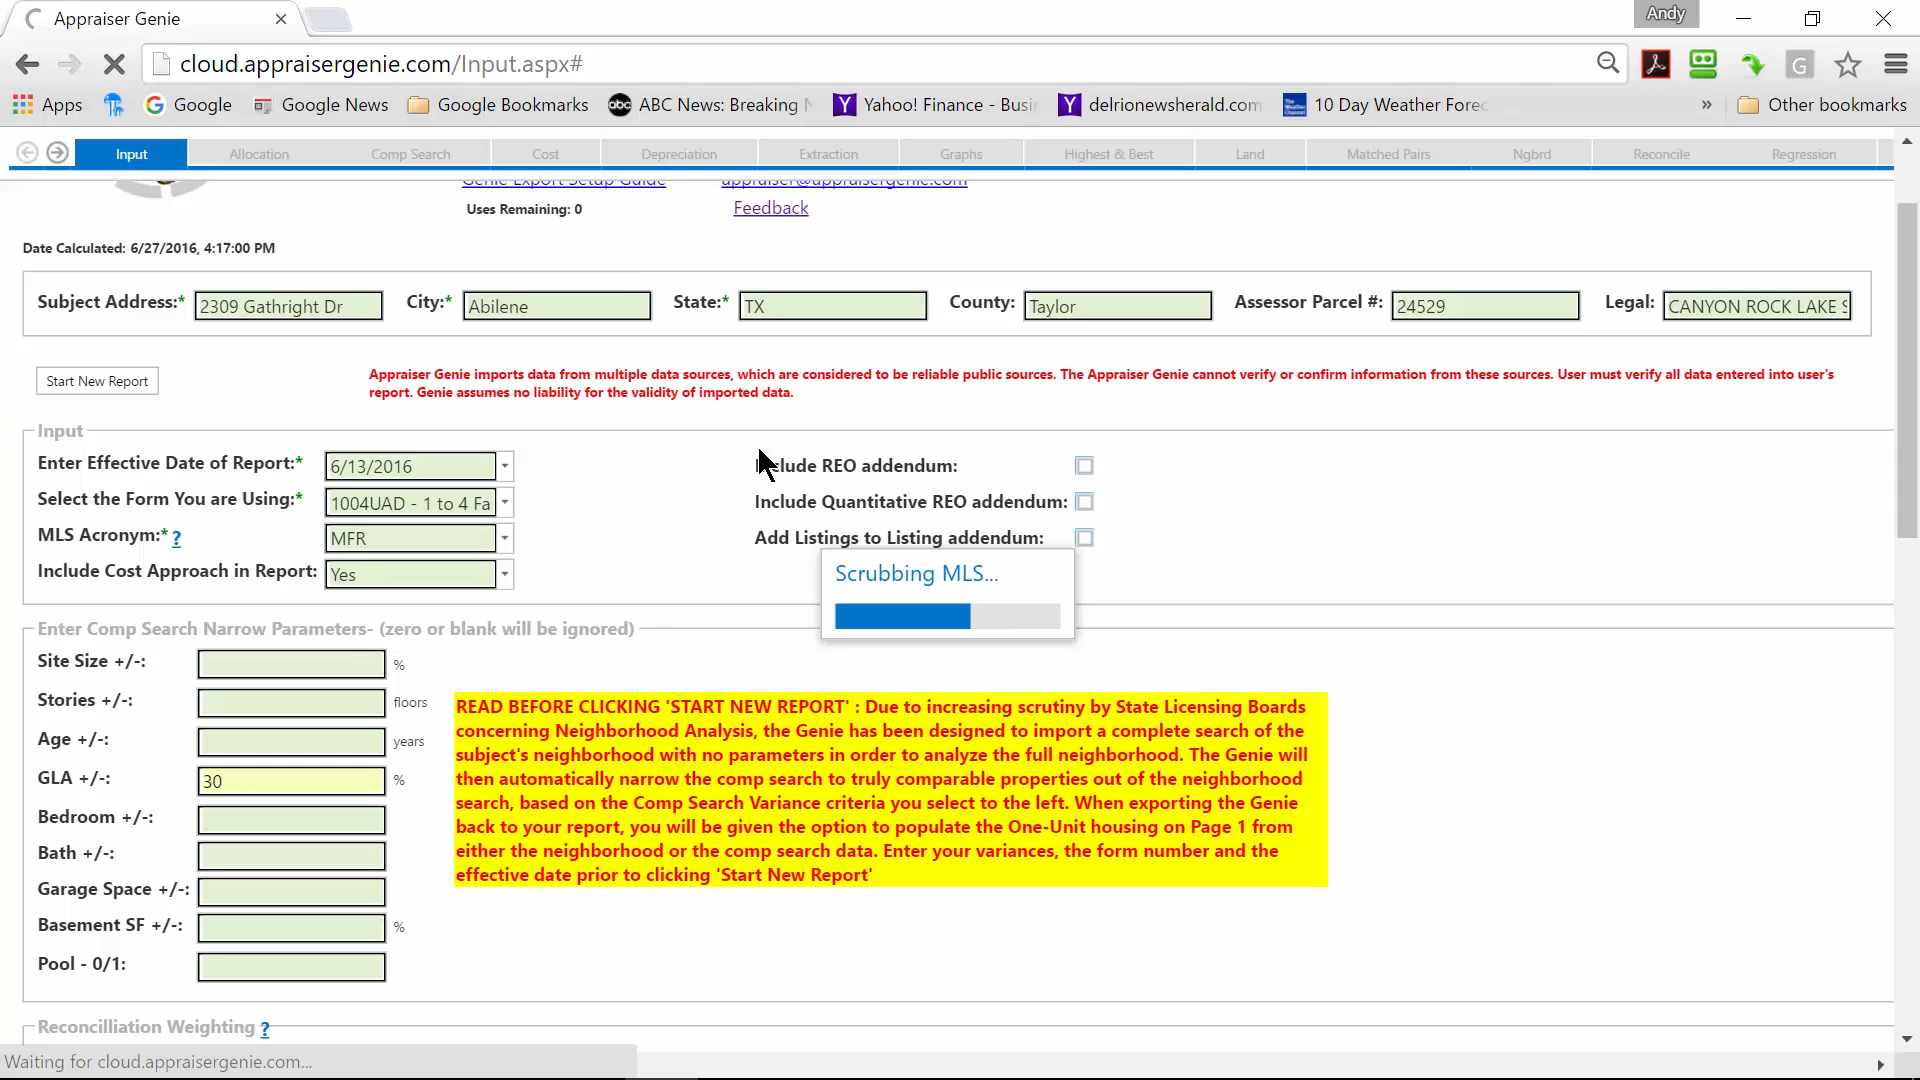 Appraiser Genie
Andy
cloud.appraisergenie.com/Input.aspx#
Apps
Google
Google News
Google Bookmarks
abc ABC News: Breaking
Yahoo! Finance - Busi
delrionewsherald.com
10 Day Weather Forec
» Other bookmarks
Input Allocation Comp Search Cost Depreciation Extraction Graphs Highest & Best Land Matched Pairs Ngbrd Reconcile Regression
Genie Export Setup Guide appraiser@appraisergenie.com
Uses Remaining: 0 Feedback
Date Calculated: 6/27/2016, 4:17:00 PM
Subject Address:* 2309 Gathright Dr City:* Abilene State:* TX County: Taylor Assessor Parcel #: 24529 Legal: CANYON ROCK LAKE S
Start New Report
Appraiser Genie imports data from multiple data sources, which are considered to be reliable public sources. The Appraiser Genie cannot verify or confirm information from these sources. User must verify all data entered into user's
report. Genie assumes no liability for the validity of imported data.
Input
Enter Effective Date of Report:* 6/13/2016
Select the Form You are Using:* 1004UAD - 1 to 4 Fa
MLS Acronym:* ? MFR
Include Cost Approach in Report: Yes
Include REO addendum:
Include Quantitative REO addendum:
Add Listings to Listing addendum:
Scrubbing MLS...
Enter Comp Search Narrow Parameters- (zero or blank will be ignored)
Site Size +/-: %
Stories +/-: floors
Age +/-: years
GLA +/-: 30 %
Bedroom +/-:
Bath +/-:
Garage Space +/-:
Basement SF +/-: %
Pool - 0/1:
READ BEFORE CLICKING 'START NEW REPORT' : Due to increasing scrutiny by State Licensing Boards
concerning Neighborhood Analysis, the Genie has been designed to import a complete search of the
subject's neighborhood with no parameters in order to analyze the full neighborhood. The Genie will
then automatically narrow the comp search to truly comparable properties out of the neighborhood
search, based on the Comp Search Variance criteria you select to the left. When exporting the Genie
back to your report, you will be given the option to populate the One-Unit housing on Page 1 from
either the neighborhood or the comp search data. Enter your variances, the form number and the
effective date prior to clicking 'Start New Report'
Reconcilliation Weighting ?
Waiting for cloud.appraisergenie.com...